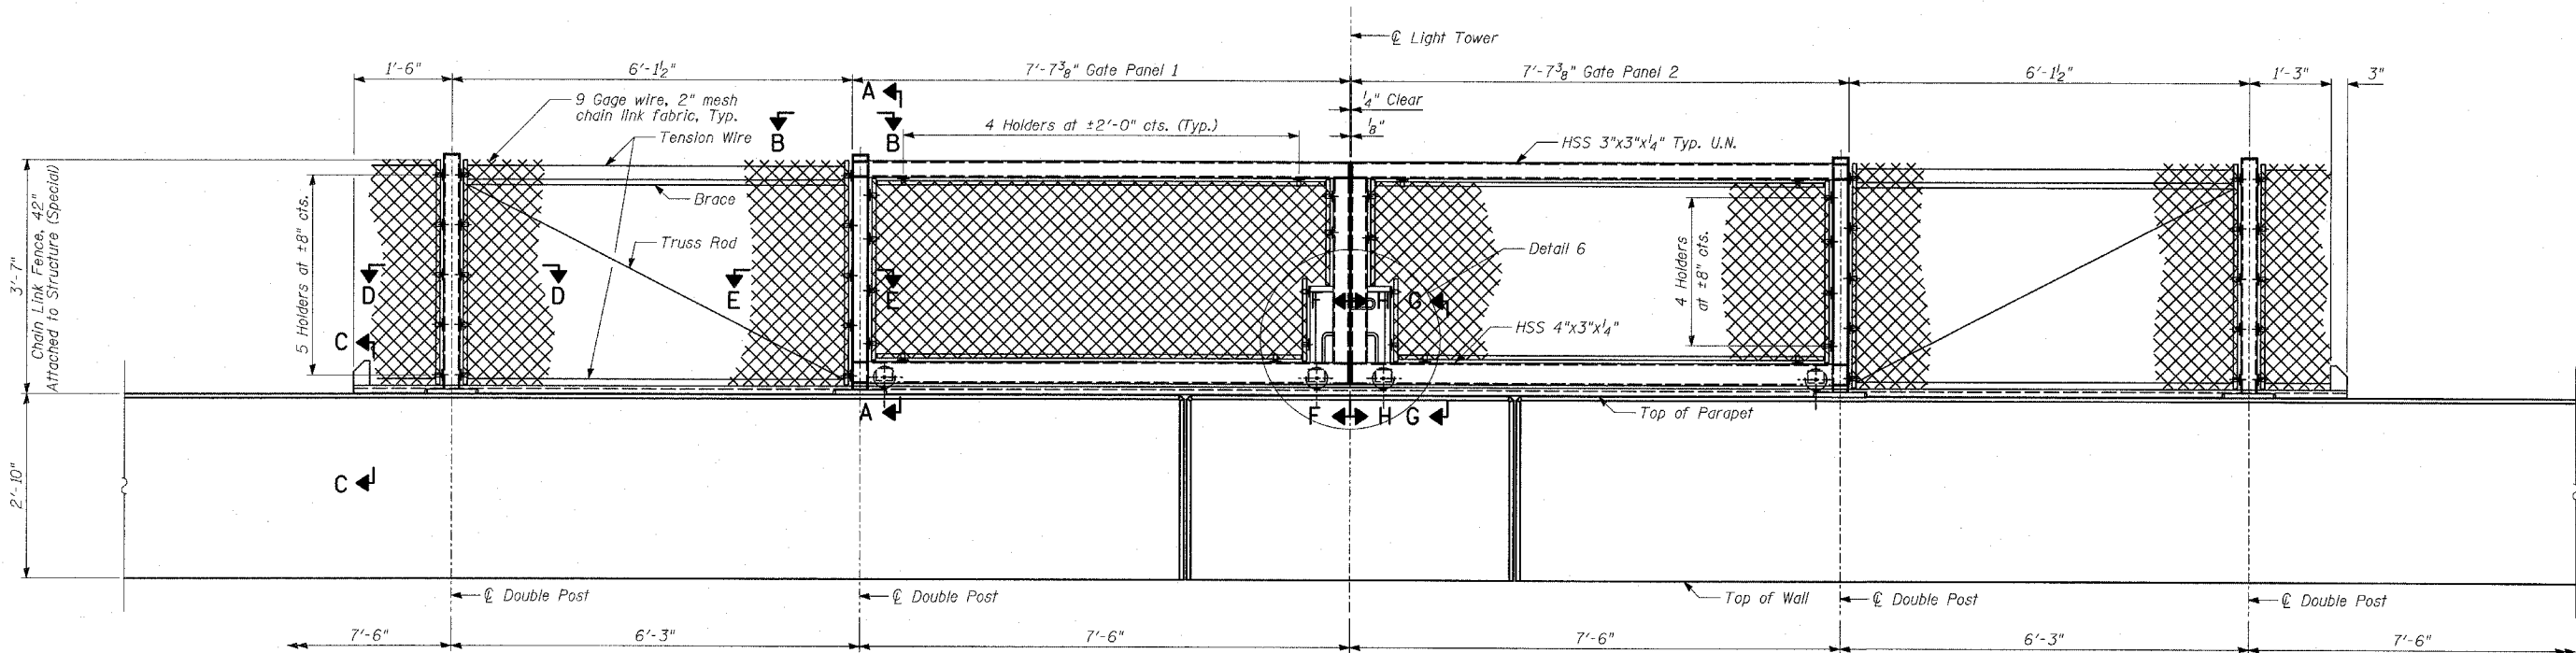 ℄ Light Tower
1'-6"
6'-1½"
7'-7⅜" Gate Panel 1
7'-7⅜" Gate Panel 2
6'-1½"
1'-3"
3"
A
¼" Clear
⅛"
9 Gage wire, 2" mesh
chain link fabric, Typ.
Tension Wire
B
B
4 Holders at ±2'-0" cts. (Typ.)
HSS 3"x3"x¼" Typ. U.N.
3'-7"
Chain Link Fence, 42"
Attached to Structure (Special)
5 Holders at ±8" cts.
Brace
Truss Rod
Detail 6
4 Holders
at ±8" cts.
D
D
E
E
F
H
G
HSS 4"x3"x¼"
C
A
F
H
G
Top of Parapet
2'-10"
C
℄ Double Post
℄ Double Post
Top of Wall
℄ Double Post
℄ Double Post
7'-6"
6'-3"
7'-6"
7'-6"
6'-3"
7'-6"